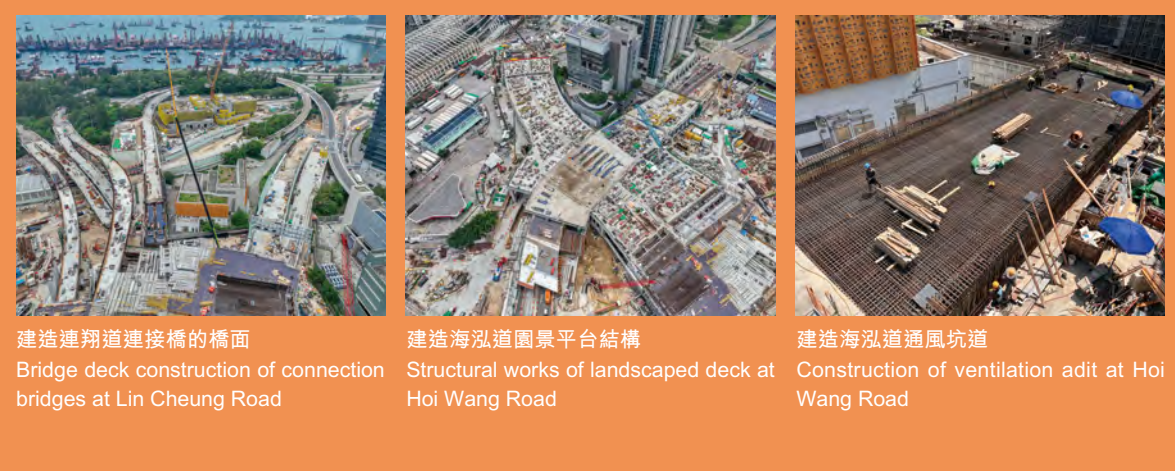 建造連翔道連接橋的橋面
Bridge deck construction of connection
bridges at Lin Cheung Road
建造海泓道園景平台結構
Structural works of landscaped deck at
Hoi Wang Road
建造海泓道通風坑道
Construction of ventilation adit at Hoi
Wang Road